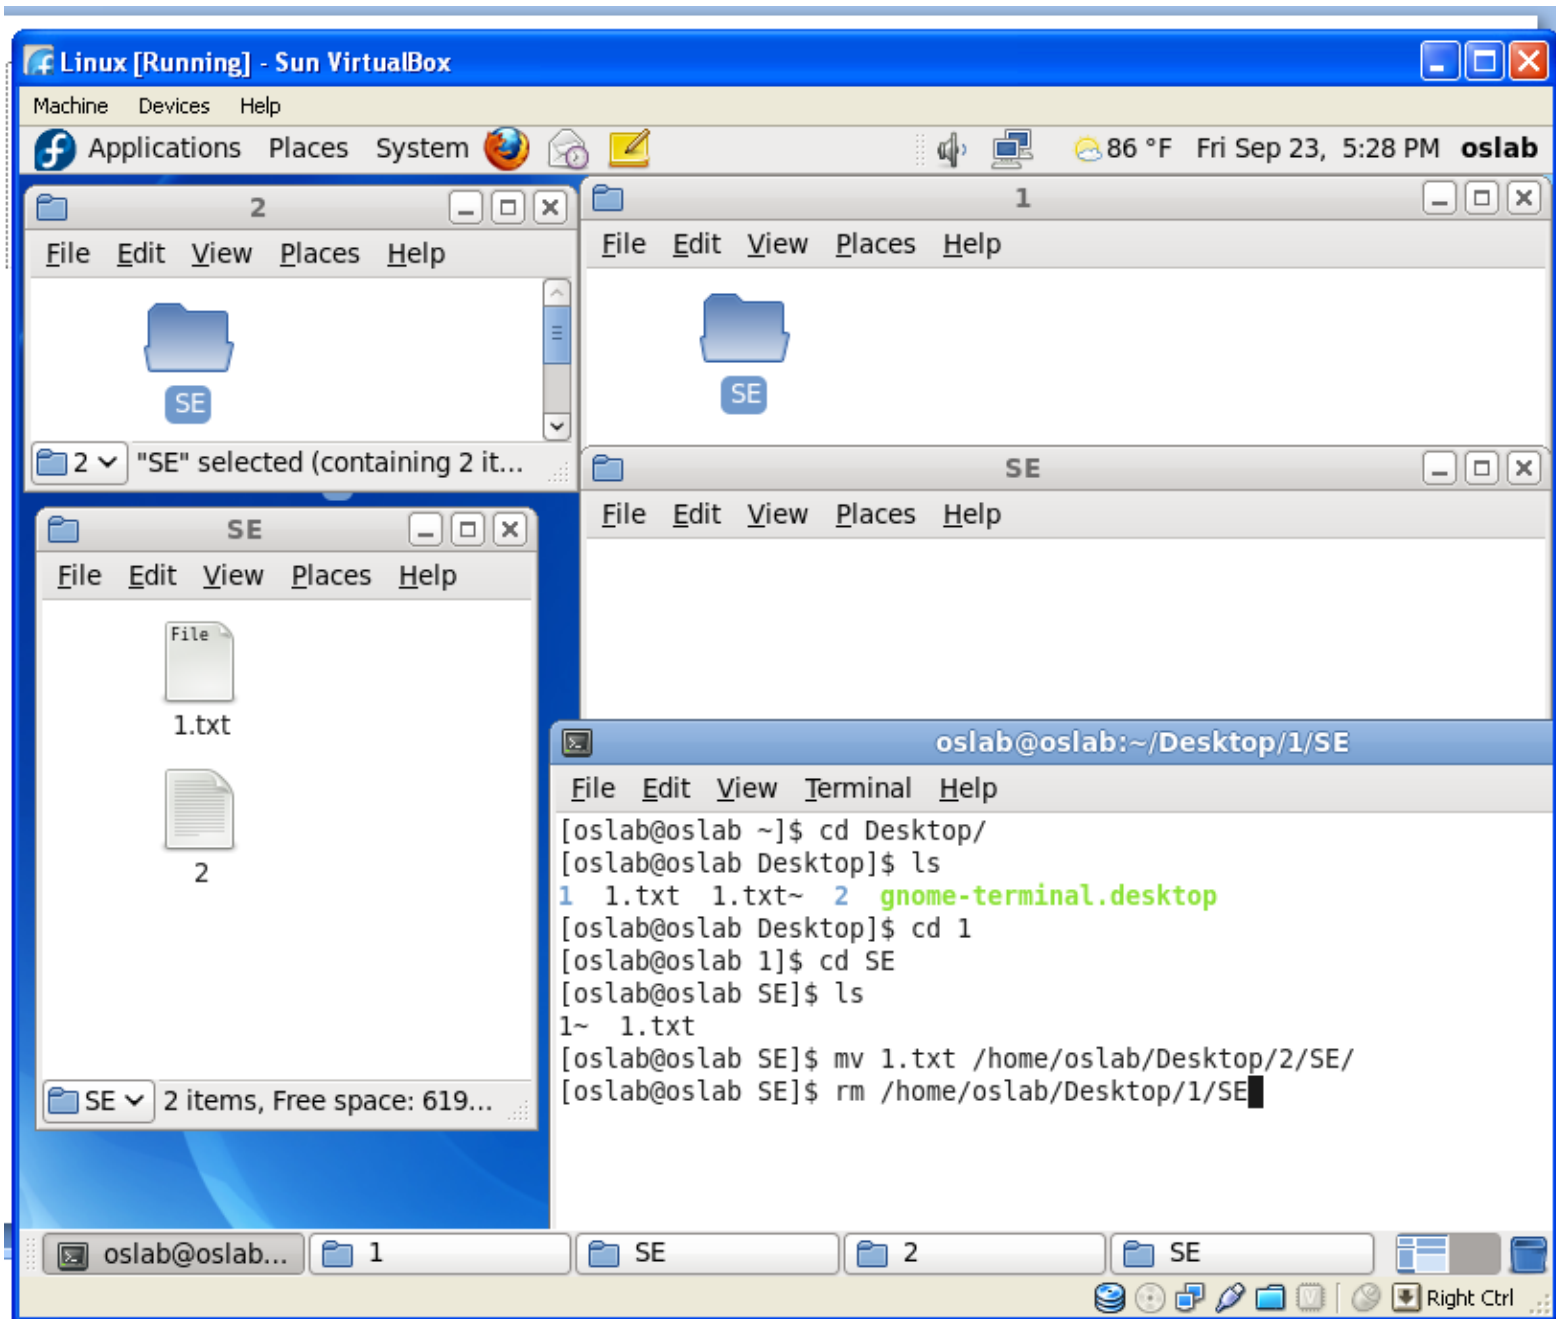 Linux [Running] - Sun VirtualBox
Machine Devices Help
Applications Places System 86 °F Fri Sep 23, 5:28 PM oslab
2
File Edit View Places Help
SE
2 "SE" selected (containing 2 it...
1
File Edit View Places Help
SE
SE
File Edit View Places Help
SE
File Edit View Places Help
File
1.txt
2
SE 2 items, Free space: 619...
oslab@oslab:~/Desktop/1/SE
File Edit View Terminal Help
[oslab@oslab ~]$ cd Desktop/
[oslab@oslab Desktop]$ ls
1 1.txt 1.txt~ 2 gnome-terminal.desktop
[oslab@oslab Desktop]$ cd 1
[oslab@oslab 1]$ cd SE
[oslab@oslab SE]$ ls
1~ 1.txt
[oslab@oslab SE]$ mv 1.txt /home/oslab/Desktop/2/SE/
[oslab@oslab SE]$ rm /home/oslab/Desktop/1/SE
oslab@oslab... 1 SE 2 SE
Right Ctrl